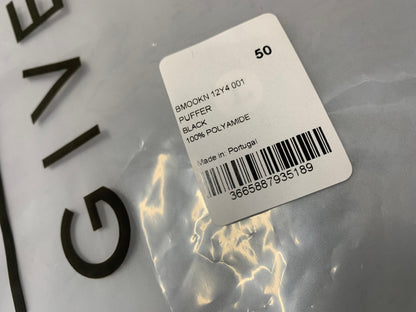 GIVE
50
BMOOKN 12Y4 001
PUFFER
BLACK
100% POLYAMIDE
Made in: Portugal
3665887935189